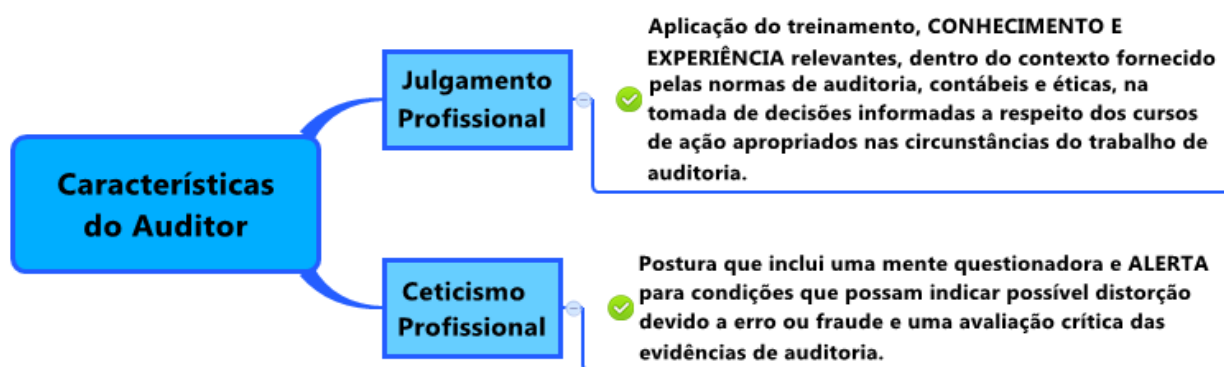 Características
do Auditor
Julgamento
Profissional
Aplicação do treinamento, CONHECIMENTO E
EXPERIÊNCIA relevantes, dentro do contexto fornecido
pelas normas de auditoria, contábeis e éticas, na
tomada de decisões informadas a respeito dos cursos
de ação apropriados nas circunstâncias do trabalho de
auditoria.
Ceticismo
Profissional
Postura que inclui uma mente questionadora e ALERTA
para condições que possam indicar possível distorção
devido a erro ou fraude e uma avaliação crítica das
evidências de auditoria.